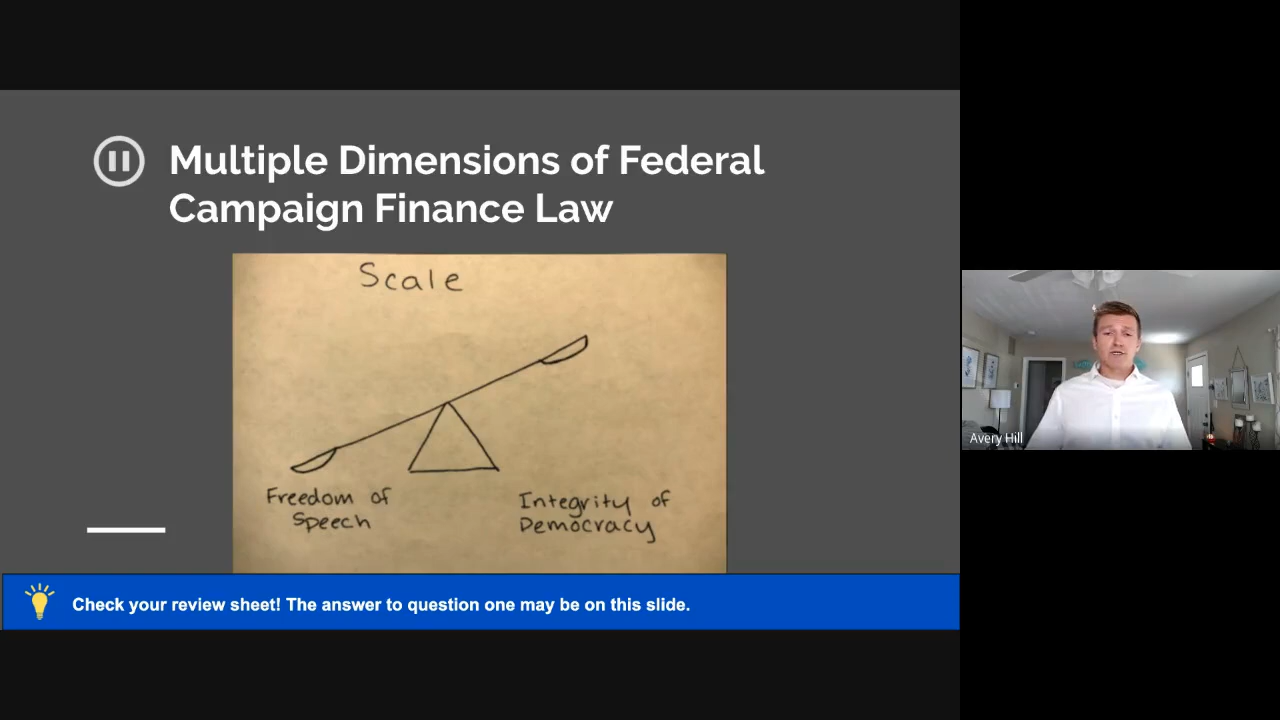 Multiple Dimensions of Federal
Campaign Finance Law
Scale
Freedom of
Speech
Integrity of
Democracy
Check your review sheet! The answer to question one may be on this slide.
Avery Hill